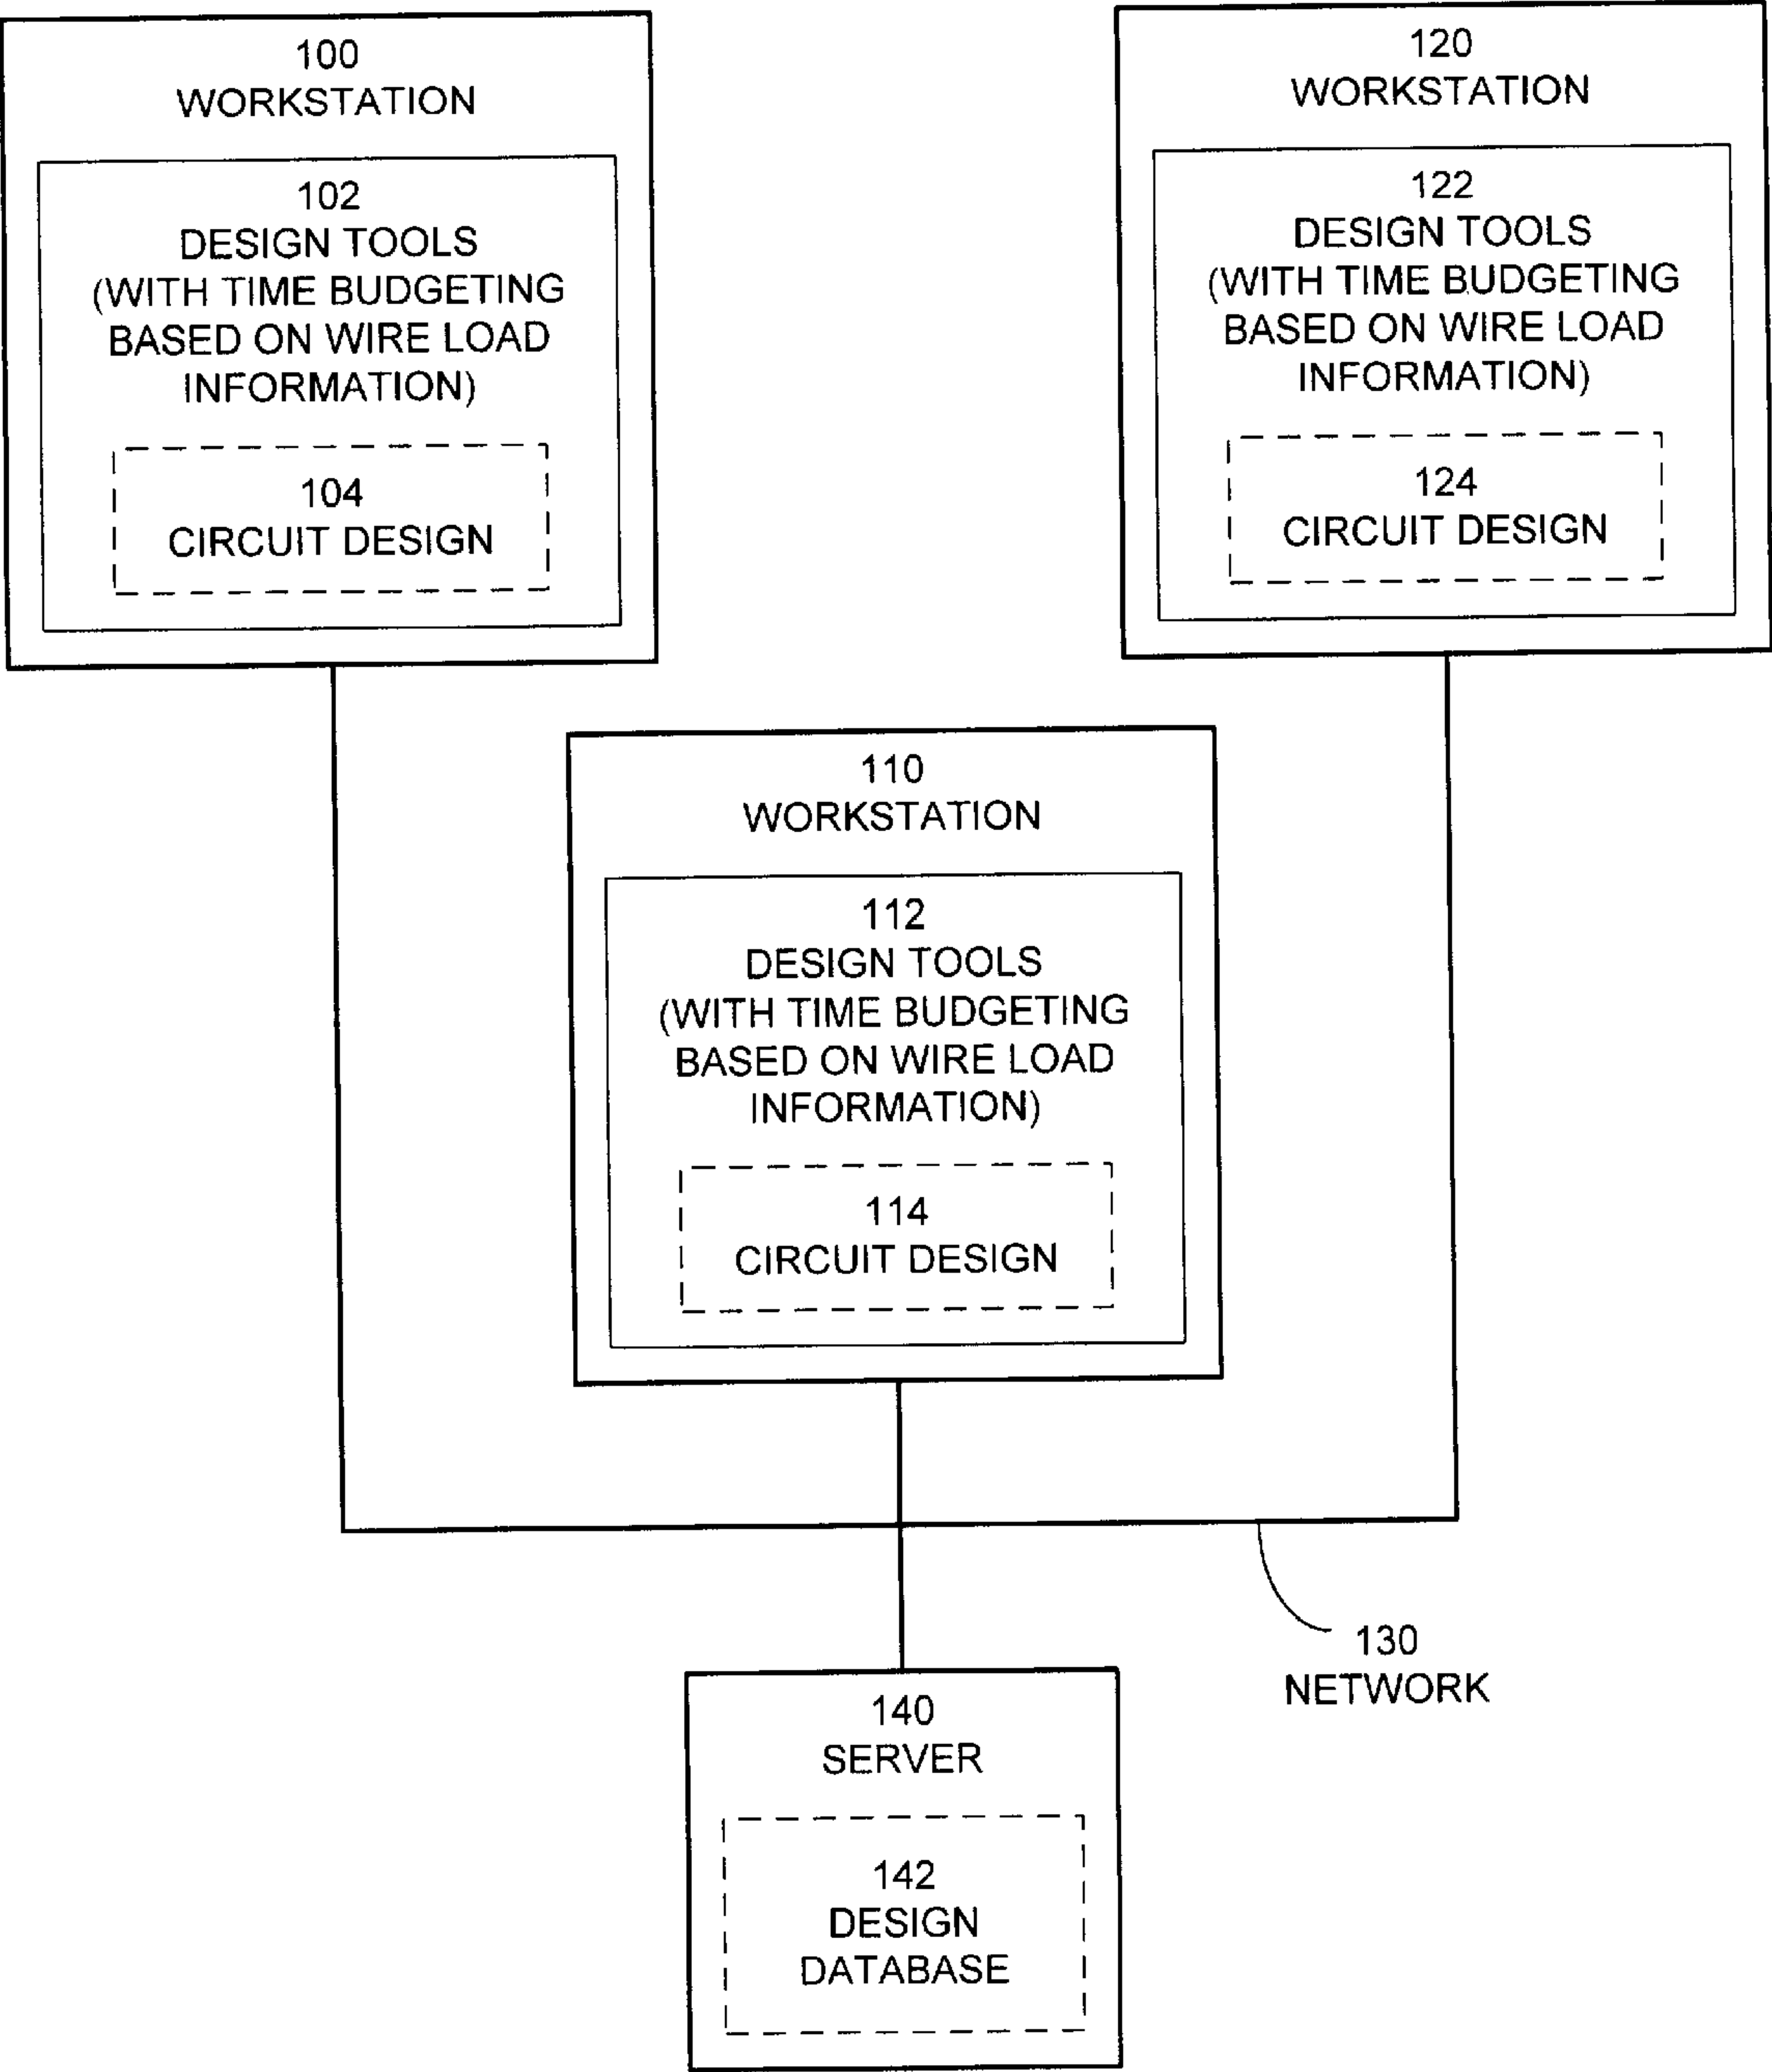 100
WORKSTATION
102
DESIGN TOOLS
(WITH TIME BUDGETING
BASED ON WIRE LOAD
INFORMATION)
104
CIRCUIT DESIGN
120
WORKSTATION
122
DESIGN TOOLS
(WITH TIME BUDGETING
BASED ON WIRE LOAD
INFORMATION)
124
CIRCUIT DESIGN
110
WORKSTATION
112
DESIGN TOOLS
(WITH TIME BUDGETING
BASED ON WIRE LOAD
INFORMATION)
114
CIRCUIT DESIGN
130
NETWORK
140
SERVER
142
DESIGN
DATABASE